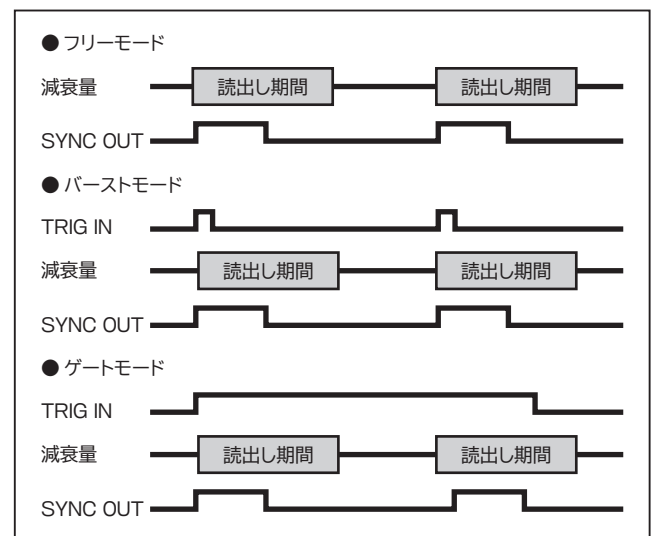 ● フリーモード
減衰量 読出し期間 読出し期間
SYNC OUT
● バーストモード
TRIG IN
減衰量 読出し期間 読出し期間
SYNC OUT
● ゲートモード
TRIG IN
減衰量 読出し期間 読出し期間
SYNC OUT